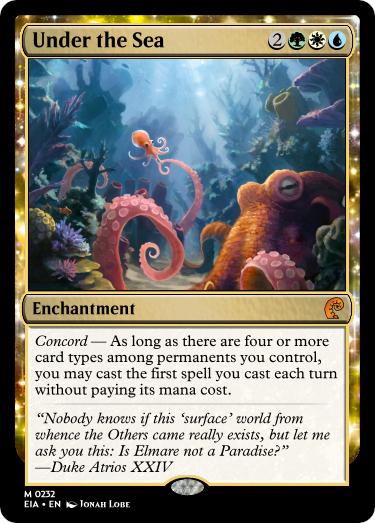 Under the Sea 2
Enchantment
Concord — As long as there are four or more
card types among permanents you control,
you may cast the first spell you cast each turn
without paying its mana cost.
“Nobody knows if this ‘surface’ world from
whence the Others came really exists, but let me
ask you this: Is Elmare not a Paradise?”
—Duke Atrios XXIV
M 0232
EIA • EN Jonah Lobe